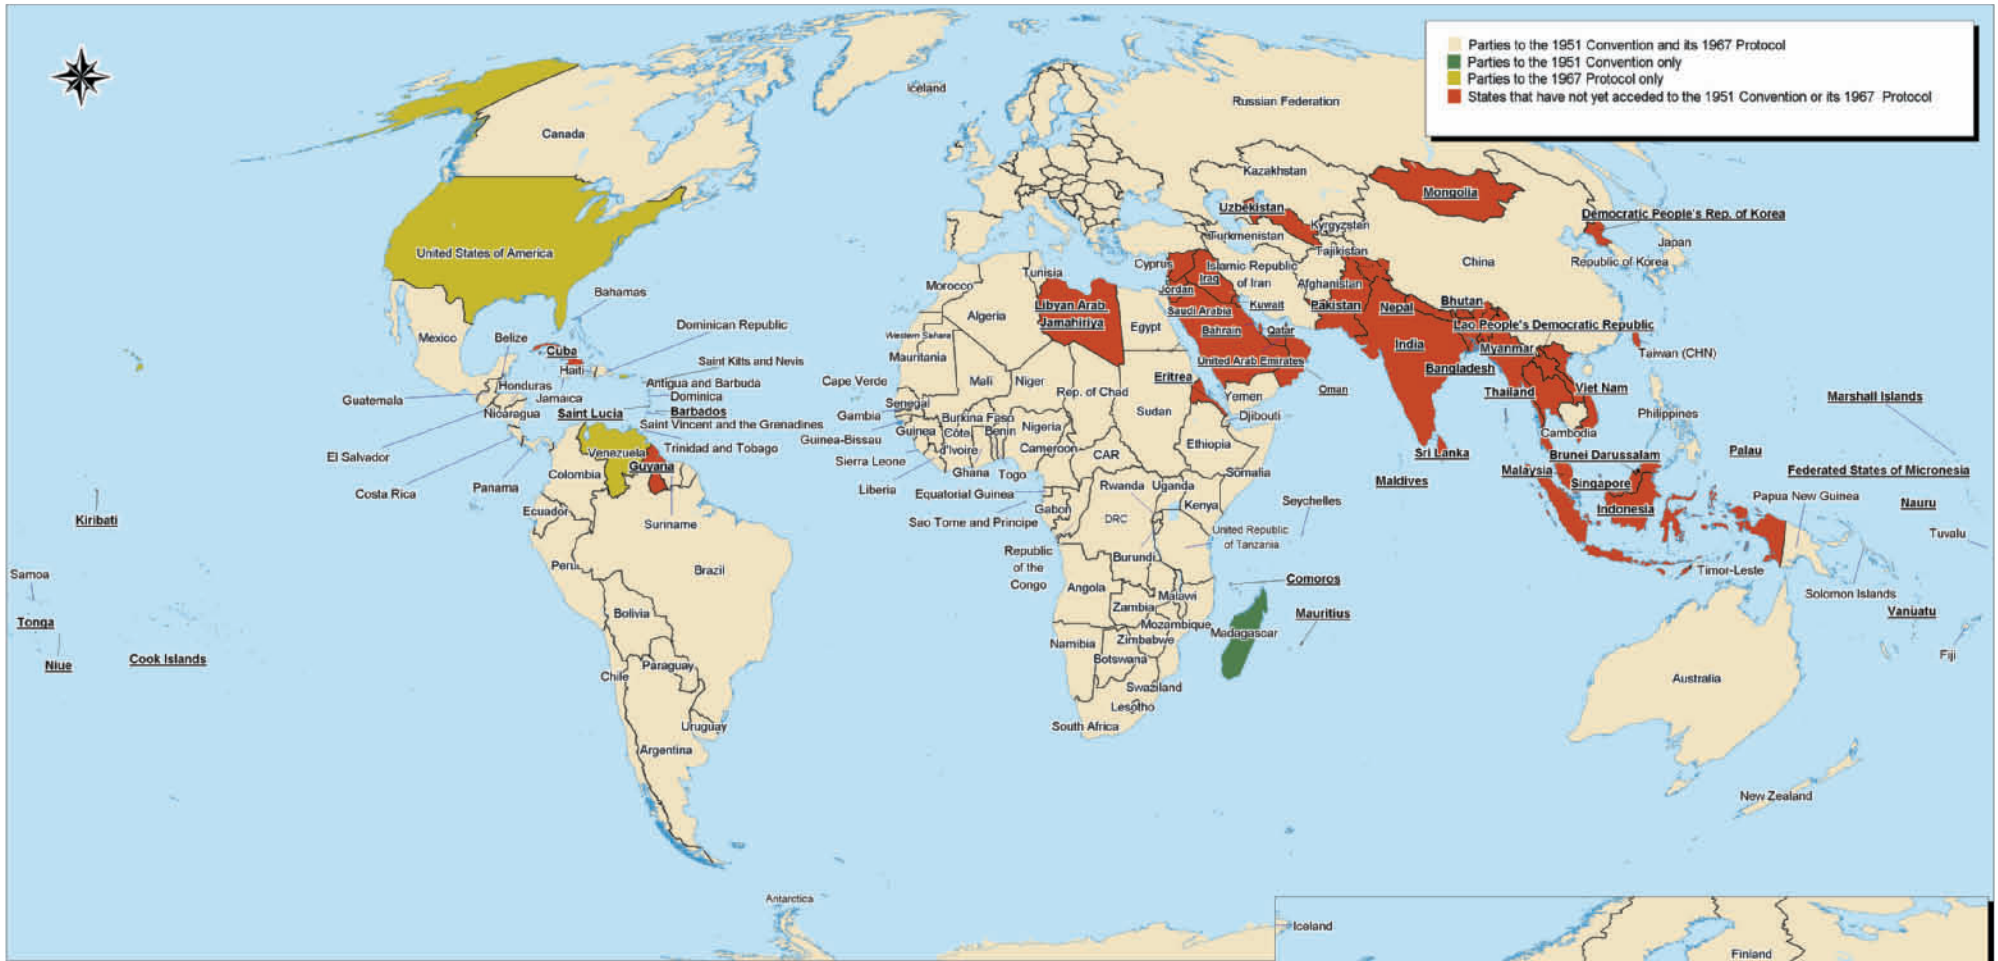 Parties to the 1951 Convention and its 1967 Protocol
Parties to the 1951 Convention only
Parties to the 1967 Protocol only
States that have not yet acceded to the 1951 Convention or its 1967 Protocol
Iceland
Russian Federation
Canada
Kazakhstan
Mongolia
Uzbekistan
Democratic People's Rep. of Korea
Kyrgyzstan
Turkmenistan
Japan
Tajikistan
United States of America
China
Republic of Korea
Cyprus
Islamic Republic
of Iran
Tunisia
Iraq
Afghanistan
Morocco
Jordan
Bahamas
Libyan Arab
Jamahiriya
Kuwait
Pakistan
Nepal
Bhutan
Saudi Arabia
Algeria
Egypt
Dominican Republic
Bahrain
Qatar
Lao People's Democratic Republic
Mexico
Belize
Western Sahara
India
Myanmar
Taiwan (CHN)
Cuba
Mauritania
Saint Kitts and Nevis
United Arab Emirates
Bangladesh
Haiti
Cape Verde
Mali
Niger
Eritrea
Antigua and Barbuda
Honduras
Dominica
Rep. of Chad
Oman
Thailand
Viet Nam
Guatemala
Jamaica
Yemen
Marshall Islands
Senegal
Nicaragua
Saint Lucia
Barbados
Sudan
Djibouti
Philippines
Gambia
Burkina Faso
Saint Vincent and the Grenadines
Guinea
Côte
d'Ivoire
Benin
Nigeria
Cambodia
Guinea-Bissau
Trinidad and Tobago
Venezuela
Ethiopia
Cameroon
CAR
Sri Lanka
Brunei Darussalam
Palau
El Salvador
Sierra Leone
Guyana
Malaysia
Federated States of Micronesia
Colombia
Ghana
Togo
Somalia
Maldives
Singapore
Costa Rica
Panama
Liberia
Equatorial Guinea
Rwanda
Uganda
Papua New Guinea
Nauru
Kenya
Seychelles
Ecuador
Gabon
Indonesia
Kiribati
Suriname
Sao Tome and Principe
DRC
United Republic
of Tanzania
Tuvalu
Republic
of the
Congo
Burundi
Peru
Brazil
Timor-Leste
Samoa
Angola
Comoros
Malawi
Solomon Islands
Zambia
Bolivia
Mauritius
Vanuatu
Tonga
Mozambique
Madagascar
Namibia
Zimbabwe
Niue
Cook Islands
Botswana
Fiji
Paraguay
Chile
Australia
Swaziland
Lesotho
Uruguay
South Africa
Argentina
New Zealand
Antarctica
Iceland
Finland